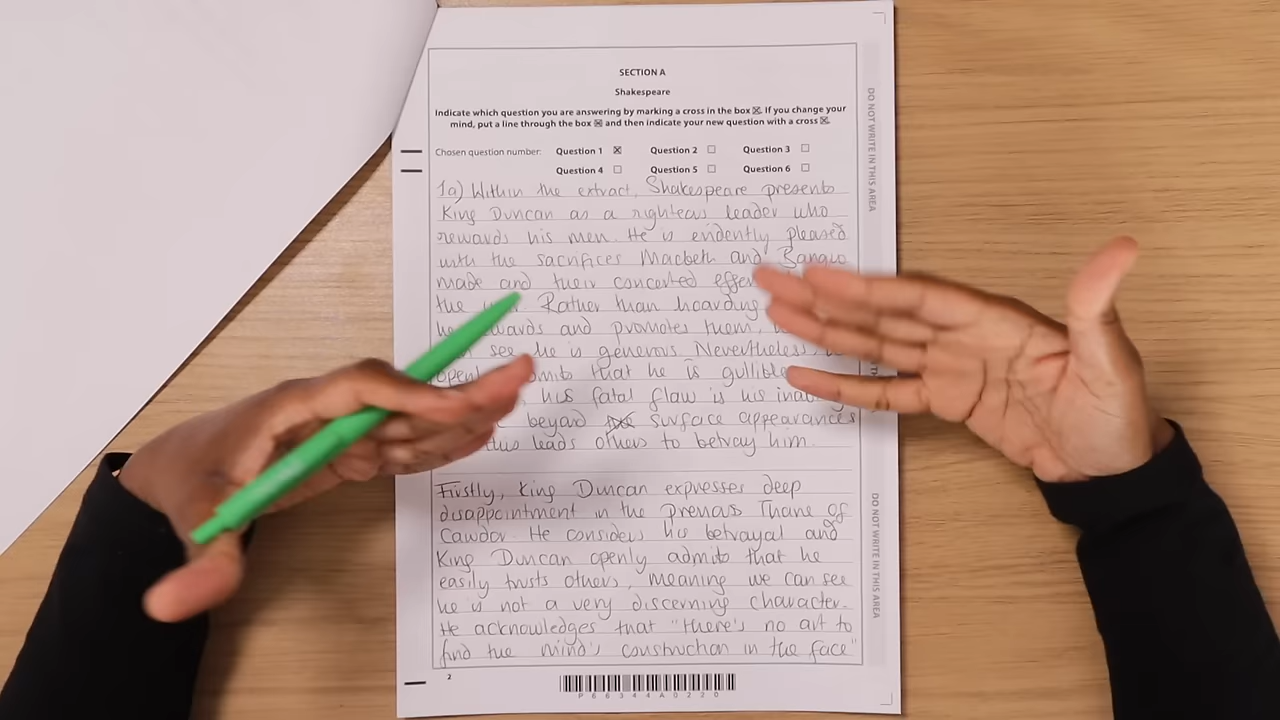 SECTION A
Shakespeare
Indicate which question you are answering by marking a cross in the box ☒. If you change your
mind, put a line through the box and then indicate your new question with a cross ☒.
Chosen question number: Question 1 ☒ Question 2 ☐ Question 3 ☐
Question 4 ☐ Question 5 ☐ Question 6 ☐
1a) Within the extract, Shakespeare presents
King Duncan as a righteous leader who
rewards his men. He is evidently pleased
with the sacrifices Macbeth and Banquo
made and their concerted
the Rather than hoarding
he and promotes them,
see he is generous Nevertheless,
that he is gullible
his fatal flaw is his
beyond surface appearances
this leads others to betray him.
Firstly, King Duncan expresses deep
disappointment in the previous Thane of
Cawdor. He considers his betrayal and
King Duncan openly admits that he
easily trusts others, meaning we can see
he is not a very discerning character.
He acknowledges that "there's no art to
find the mind's construction in the face"
2
P66344A0220
DO NOT WRITE IN THIS AREA
DO NOT WRITE IN THIS AREA